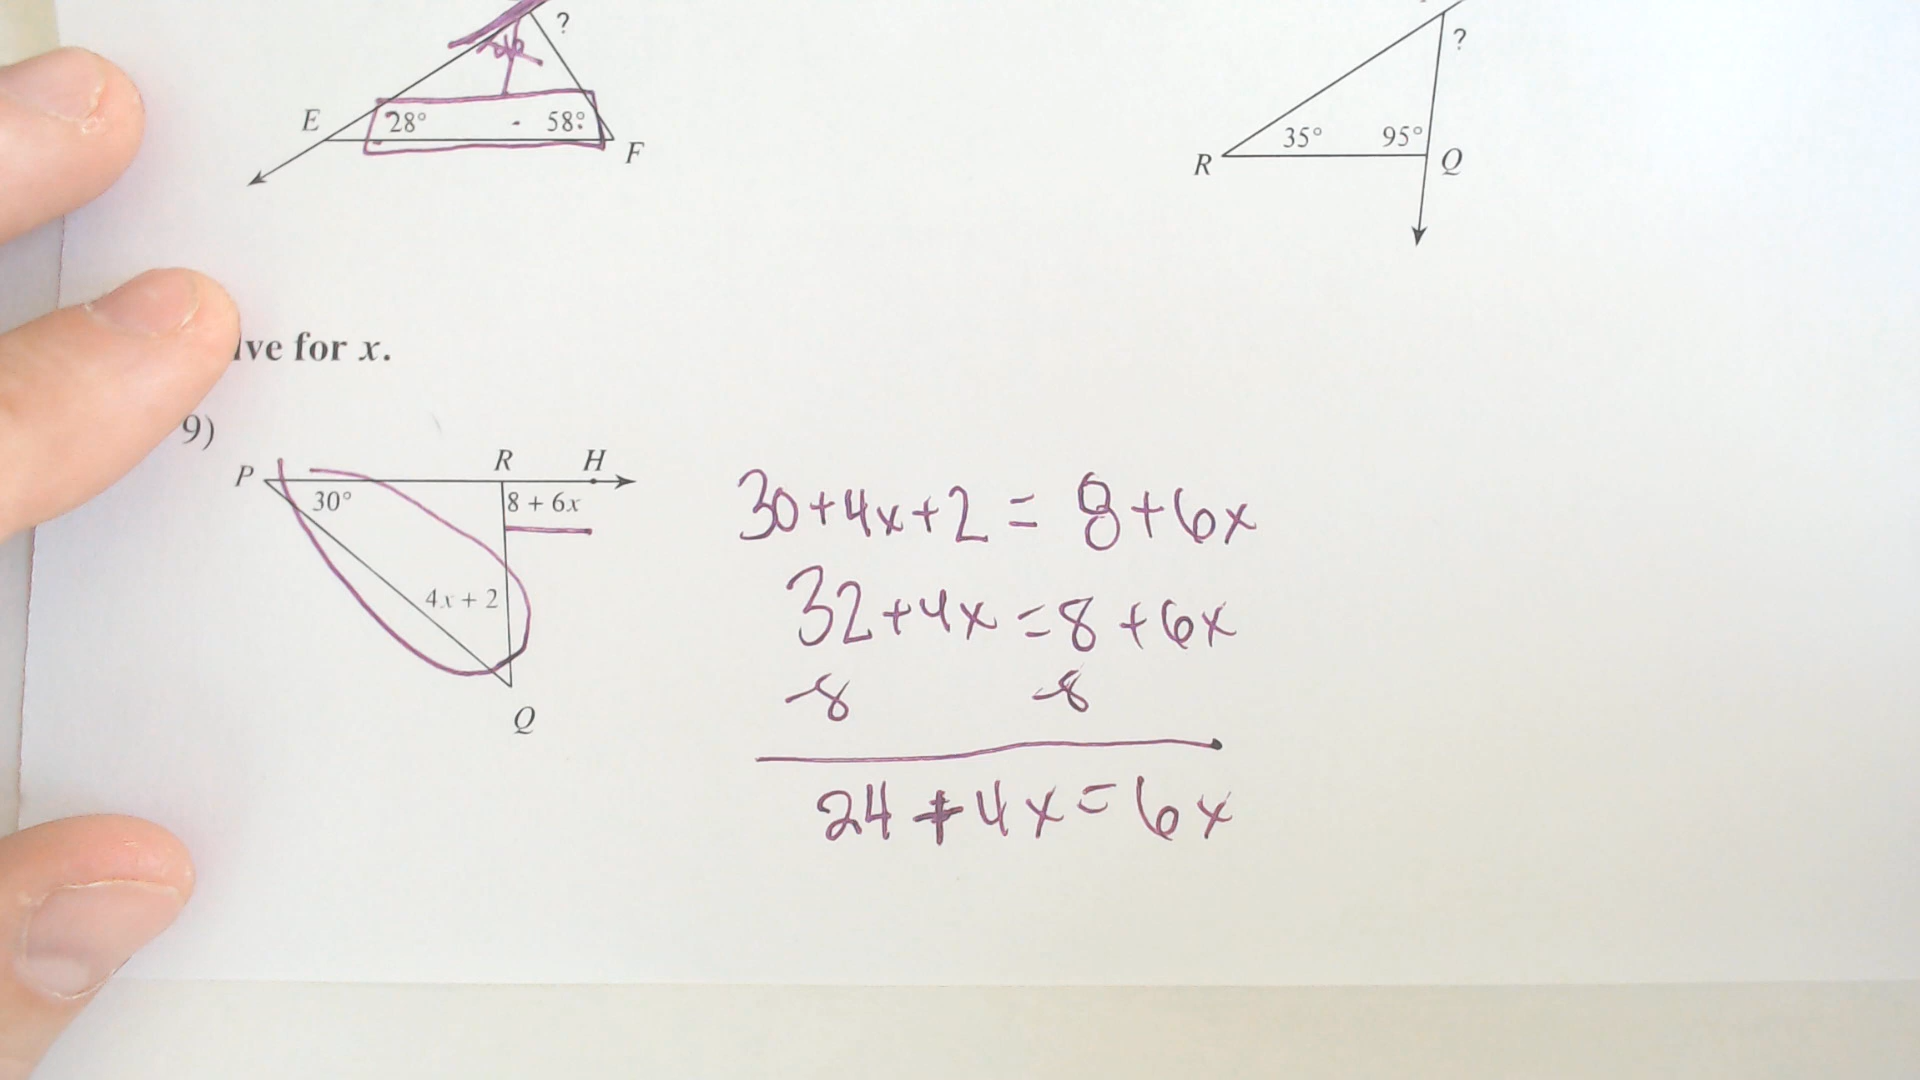 ?
?
28°
58°
E
F
35°
95°
R
Q
lve for x.
9)
P
R
H
30°
8 + 6x
4x + 2
Q
30+4x+2 = 8+6x
32+4x = 8+6x
-8 -8
24 + 4x = 6x